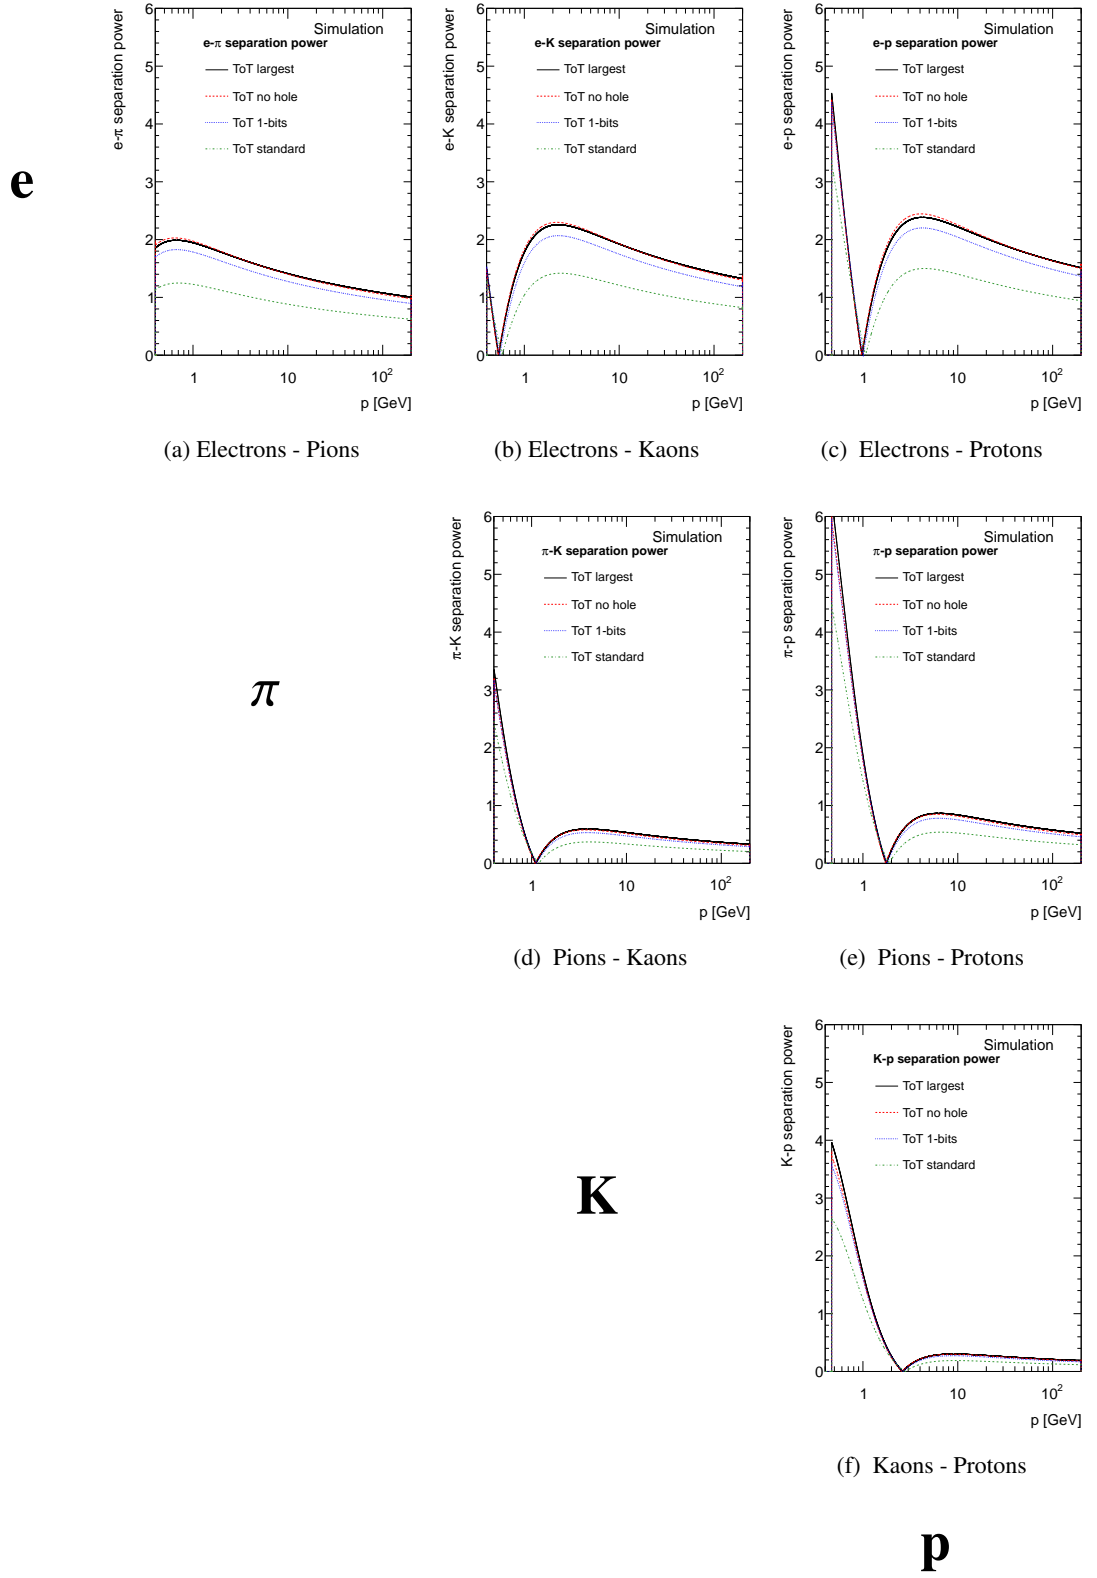 e
e-π separation power
6
5
4
3
2
1
0
Simulation
e-π separation power
ToT largest
ToT no hole
ToT 1-bits
ToT standard
1
10
10²
p [GeV]
(a) Electrons - Pions
e-K separation power
6
5
4
3
2
1
0
Simulation
e-K separation power
ToT largest
ToT no hole
ToT 1-bits
ToT standard
1
10
10²
p [GeV]
(b) Electrons - Kaons
e-p separation power
6
5
4
3
2
1
0
Simulation
e-p separation power
ToT largest
ToT no hole
ToT 1-bits
ToT standard
1
10
10²
p [GeV]
(c) Electrons - Protons
π
π-K separation power
6
5
4
3
2
1
0
Simulation
π-K separation power
ToT largest
ToT no hole
ToT 1-bits
ToT standard
1
10
10²
p [GeV]
(d) Pions - Kaons
π-p separation power
6
5
4
3
2
1
0
Simulation
π-p separation power
ToT largest
ToT no hole
ToT 1-bits
ToT standard
1
10
10²
p [GeV]
(e) Pions - Protons
K
K-p separation power
6
5
4
3
2
1
0
Simulation
K-p separation power
ToT largest
ToT no hole
ToT 1-bits
ToT standard
1
10
10²
p [GeV]
(f) Kaons - Protons
p